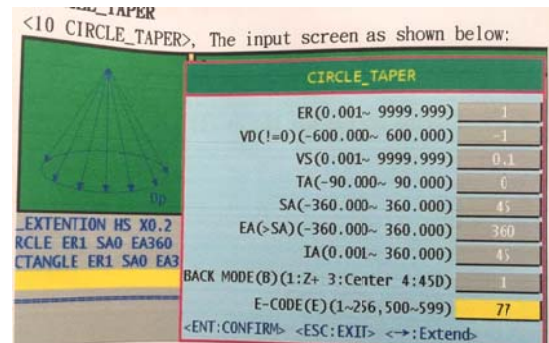 LE_TAPER
<10 CIRCLE_TAPER>, The input screen as shown below:
CIRCLE_TAPER
ER(0.001~ 9999.999) 1
VD(!=0)(-600.000~ 600.000) -1
VS(0.001~ 9999.999) 0.1
TA(-90.000~ 90.000)
SA(-360.000~ 360.000) 45
EA(>SA)(-360.000~ 360.000) 360
IA(0.001~ 360.000) 45
BACK MODE(B)(1:Z+ 3:Center 4:45D) 1
E-CODE(E)(1~256,500~599) 77
<ENT:CONFIRM> <ESC:EXIT> <→:Extend>
Op
_EXTENTION HS X0.2
RCLE ER1 SA0 EA360
CTANGLE ER1 SA0 EA3